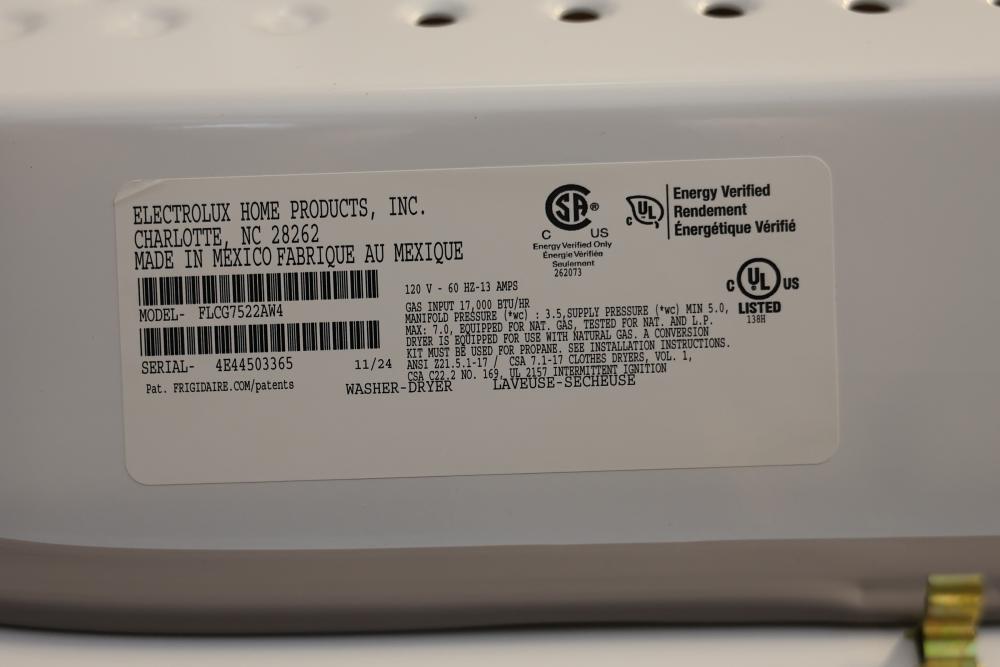 ELECTROLUX HOME PRODUCTS, INC.
CHARLOTTE, NC 28262
MADE IN MEXICO FABRIQUE AU MEXIQUE
MODEL- FLCG7522AW4
SERIAL- 4E44503365 11/24
Pat. FRIGIDAIRE.COM/patents
CSA®
C US
Energy Verified Only
Énergie Vérifiée
Seulement
262073
c UL
Energy Verified
Rendement
Énergétique Vérifié
C UL US
LISTED
138H
120 V - 60 HZ-13 AMPS
GAS INPUT 17,000 BTU/HR
MANIFOLD PRESSURE (*wc) : 3.5,SUPPLY PRESSURE (*wc) MIN 5.0,
MAX: 7.0, EQUIPPED FOR NAT. GAS, TESTED FOR NAT. AND L.P.
DRYER IS EQUIPPED FOR USE WITH NATURAL GAS. A CONVERSION
KIT MUST BE USED FOR PROPANE. SEE INSTALLATION INSTRUCTIONS.
ANSI Z21.5.1-17 / CSA 7.1-17 CLOTHES DRYERS, VOL. 1,
CSA C22.2 NO. 169, UL 2157 INTERMITTENT IGNITION
WASHER-DRYER LAVEUSE-SECHEUSE